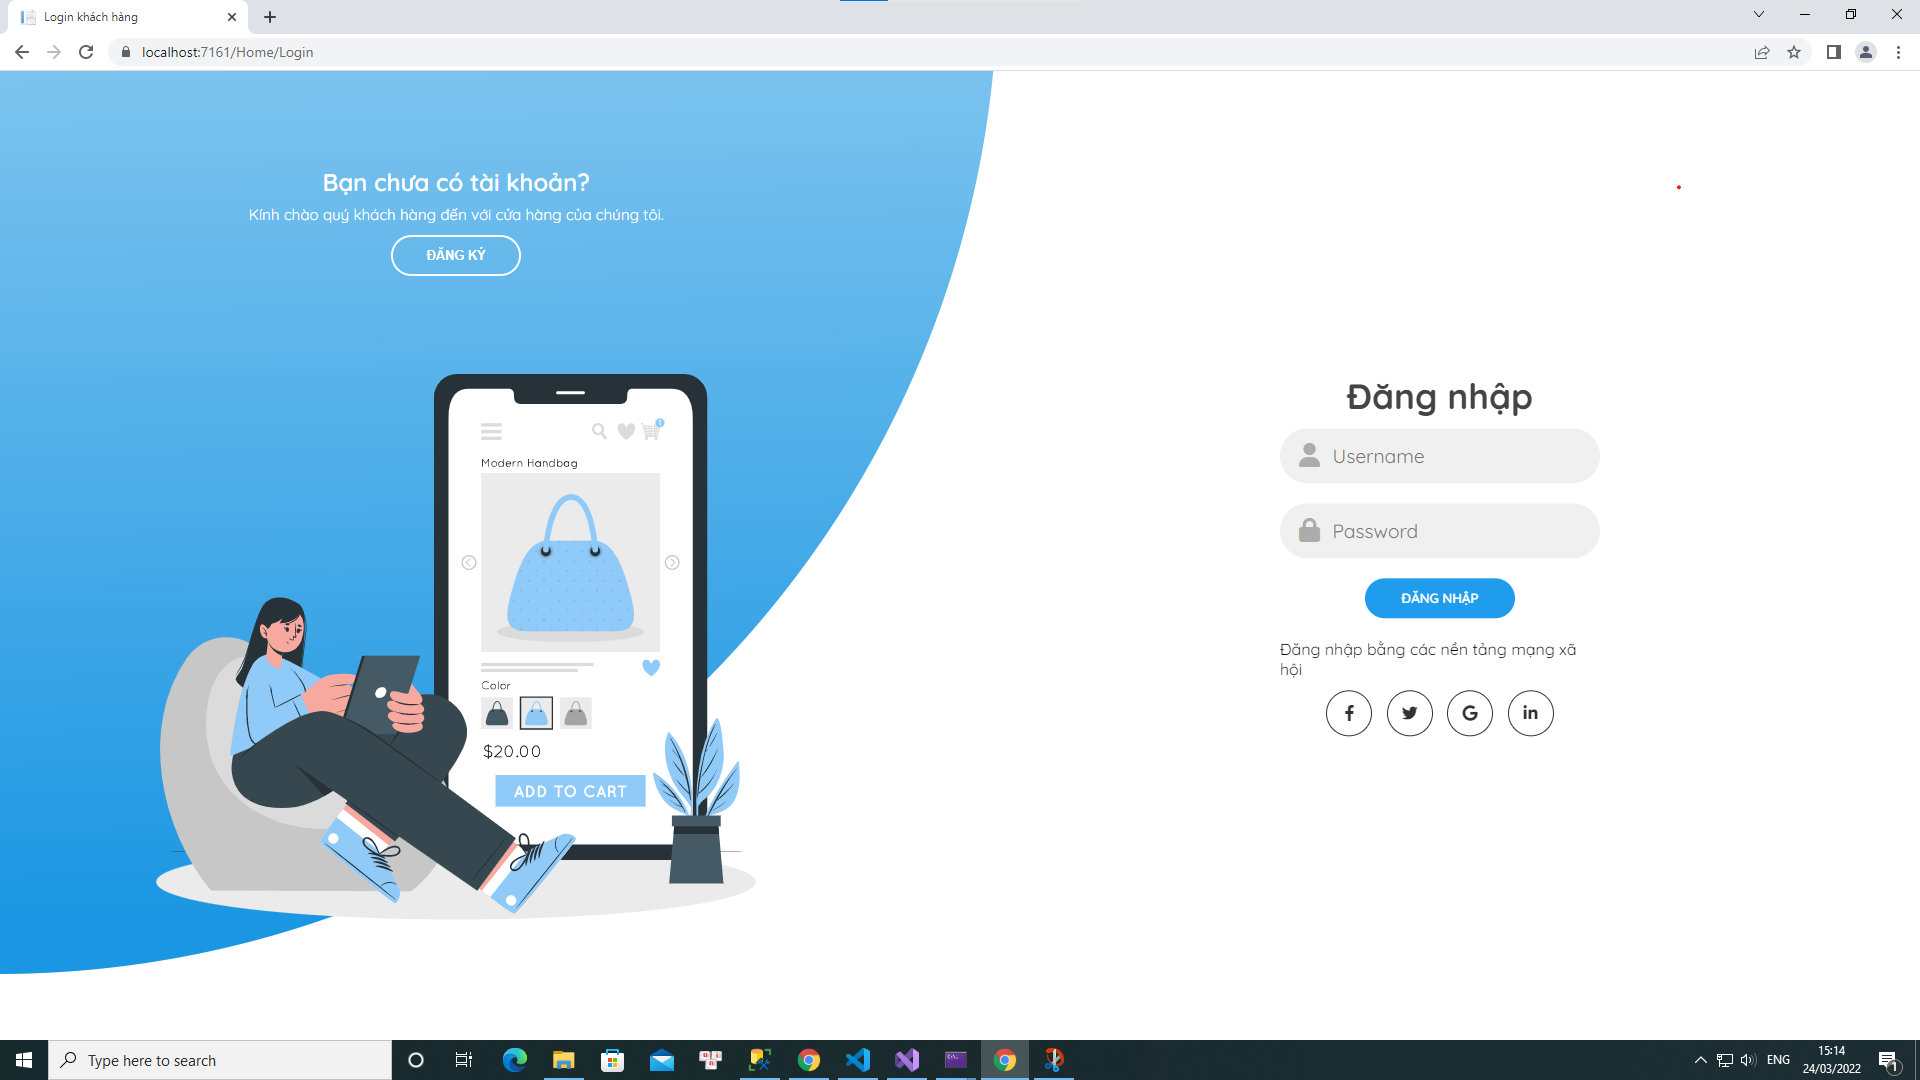 Login khách hàng
localhost:7161/Home/Login
Bạn chưa có tài khoản?
Kính chào quý khách hàng đến với cửa hàng của chúng tôi.
ĐĂNG KÝ
1
Modern Handbag
Color
$20.00
ADD TO CART
Đăng nhập
Username
Password
ĐĂNG NHẬP
Đăng nhập bằng các nền tảng mạng xã
hội
Type here to search
ENG
15:14
24/03/2022
1